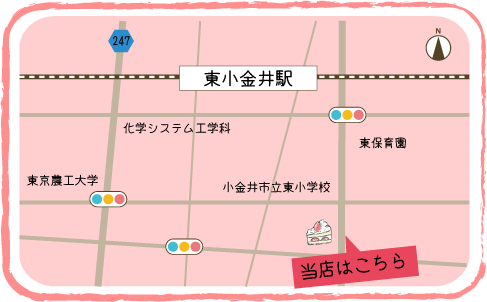 N
247
東小金井駅
化学システム工学科
東保育園
東京農工大学
小金井市立東小学校
当店はこちら